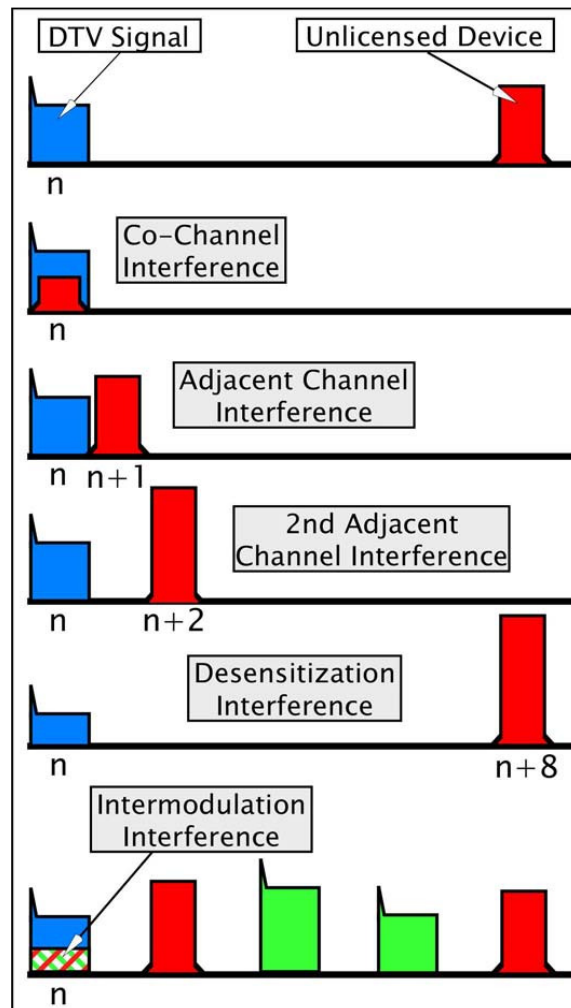 DTV Signal
Unlicensed Device
n
Co-Channel
Interference
n
Adjacent Channel
Interference
n n+1
2nd Adjacent
Channel Interference
n n+2
Desensitization
Interference
n n+8
Intermodulation
Interference
n